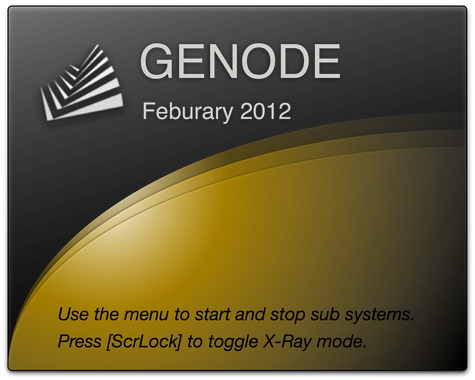 GENODE
Feburary 2012
Use the menu to start and stop sub systems.
Press [ScrLock] to toggle X-Ray mode.